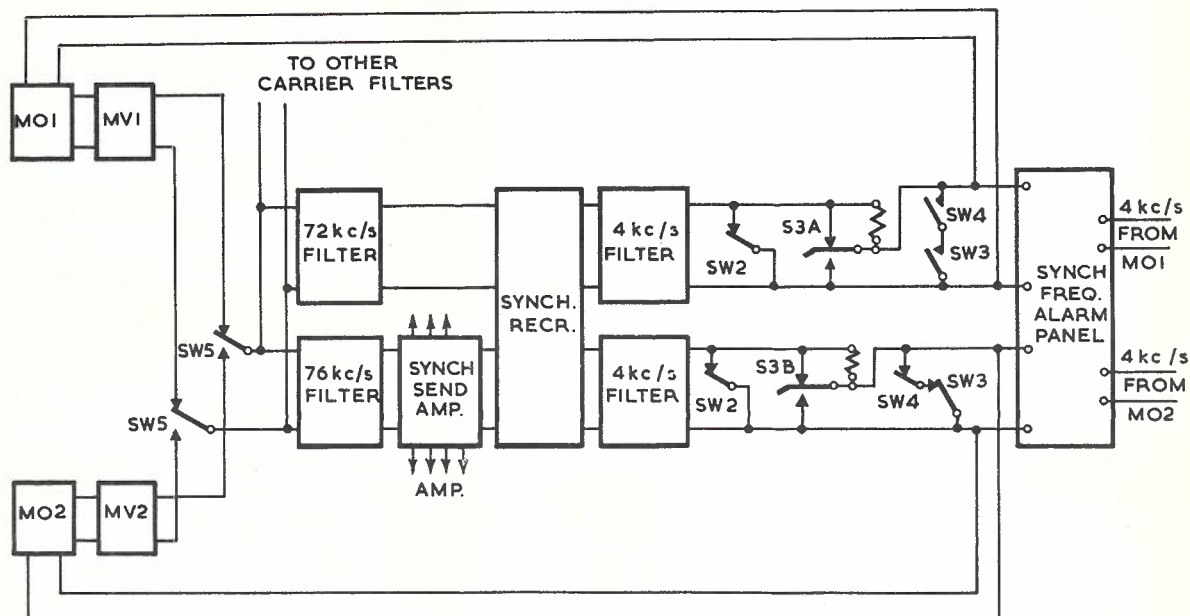 TO OTHER
CARRIER FILTERS
MO1
MV1
72 kc/s
FILTER
SYNCH.
RECR.
4 kc/s
FILTER
SW2
S3A
SW4
SW3
SYNCH
FREQ.
ALARM
PANEL
4 kc/s
FROM
MO1
SW5
SW5
76 kc/s
FILTER
SYNCH
SEND
AMP.
AMP.
4 kc/s
FILTER
SW2
S3B
SW4
SW3
4 kc/s
FROM
MO2
MO2
MV2